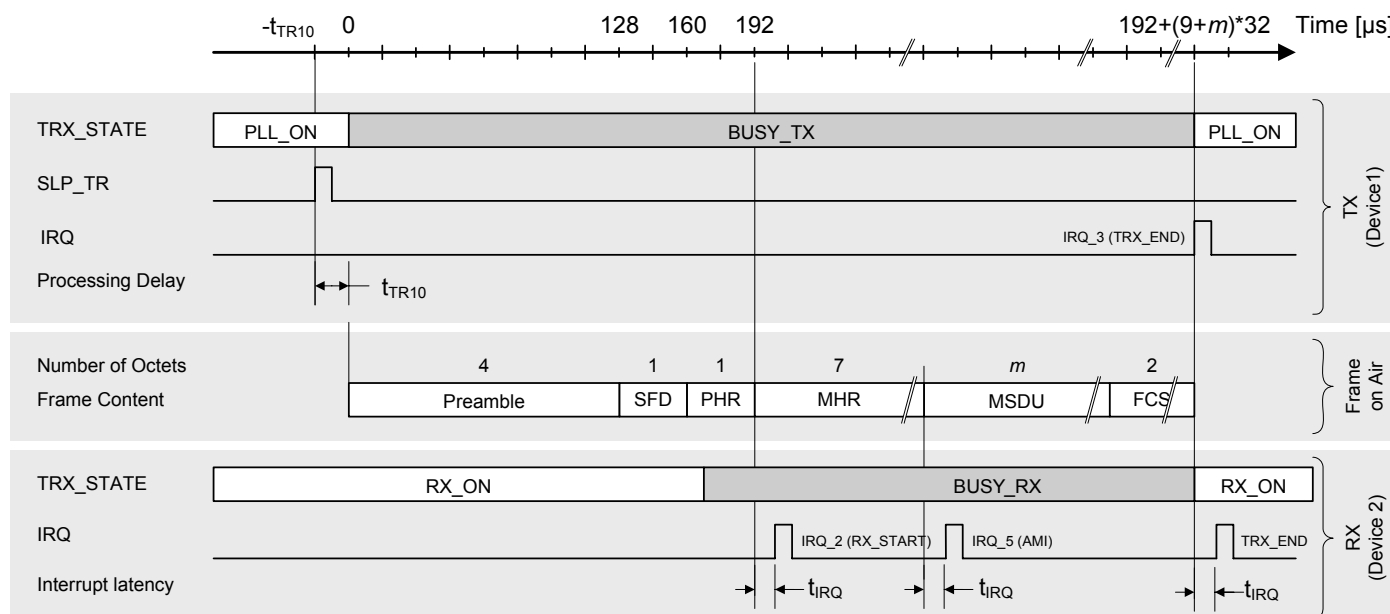 -tTR10 0 128 160 192 192+(9+m)*32 Time [µs]
TRX_STATE PLL_ON BUSY_TX PLL_ON
SLP_TR
IRQ IRQ_3 (TRX_END)
Processing Delay tTR10
TX
(Device1)
Number of Octets 4 1 1 7 m 2
Frame Content Preamble SFD PHR MHR MSDU FCS
Frame
on Air
TRX_STATE RX_ON BUSY_RX RX_ON
IRQ IRQ_2 (RX_START) IRQ_5 (AMI) TRX_END
Interrupt latency tIRQ tIRQ tIRQ
RX
(Device 2)